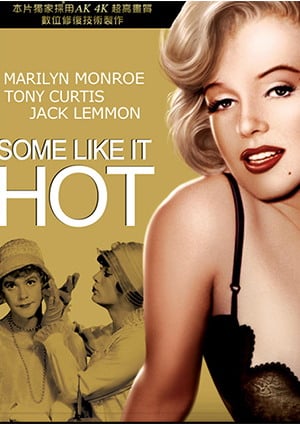 本片獨家採用AK 4K 超高畫質
數位修復技術製作
MARILYN MONROE
TONY CURTIS
JACK LEMMON
SOME LIKE IT
HOT